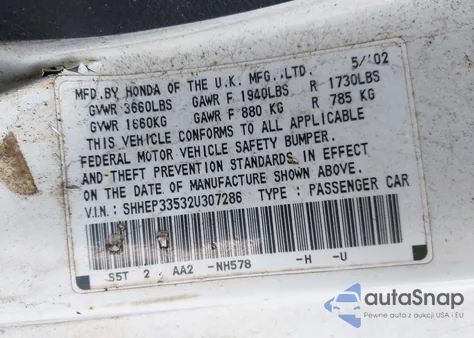 5/02
MFD.BY HONDA OF THE U.K. MFG.,LTD.
GVWR 3660LBS GAWR F 1940LBS R 1730LBS
GVWR 1660KG GAWR F 880 KG R 785 KG
THIS VEHICLE CONFORMS TO ALL APPLICABLE
FEDERAL MOTOR VEHICLE SAFETY BUMPER.
AND THEFT PREVENTION STANDARDS IN EFFECT
ON THE DATE OF MANUFACTURE SHOWN ABOVE.
V.I.N.: SHHEP33532U307286 TYPE : PASSENGER CAR
S5T 2 AA2 -NH578 -H -U
autoSnap
Pewne auta z aukcji USA i EU